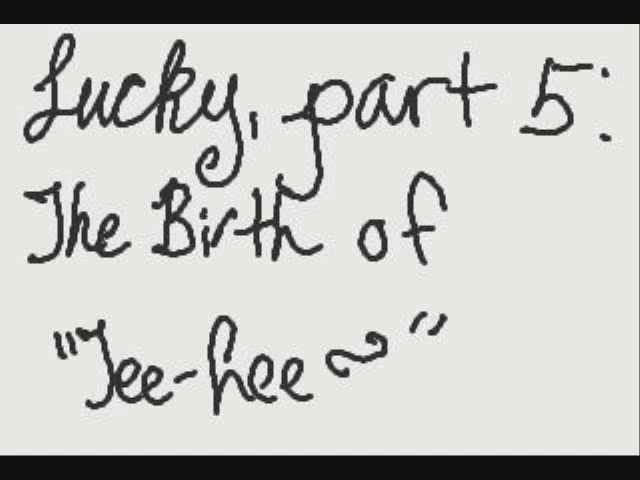 Lucky, part 5:
The Birth of
"Tee-hee~"